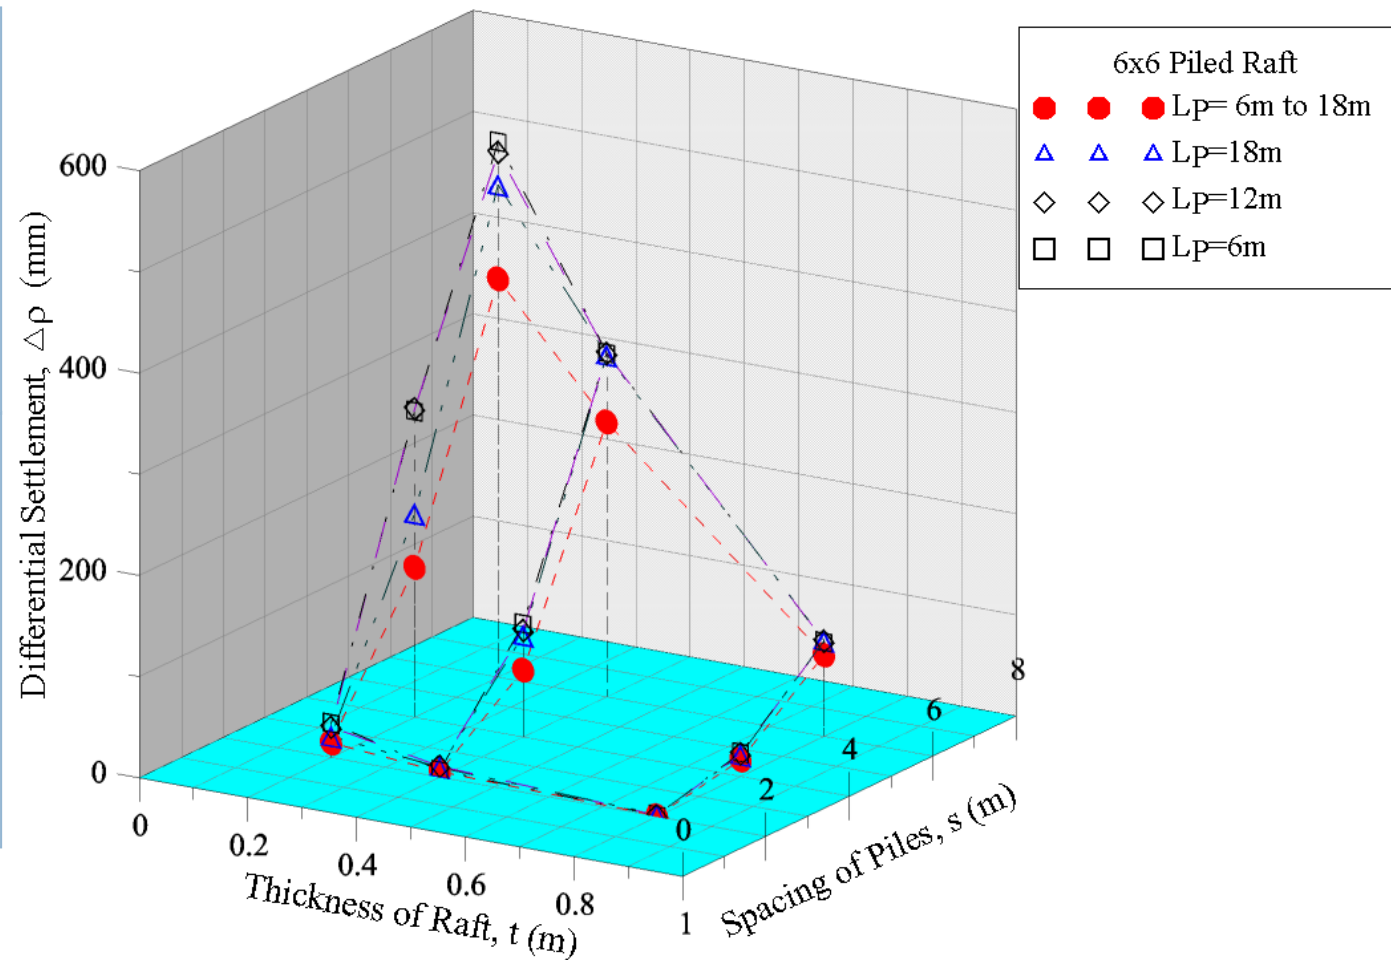 6x6 Piled Raft
Lp= 6m to 18m
Lp=18m
Lp=12m
Lp=6m
Differential Settlement, △ρ (mm)
600
400
200
0
0
0.2
0.4
0.6
0.8
1
Thickness of Raft, t (m)
0
2
4
6
8
Spacing of Piles, s (m)